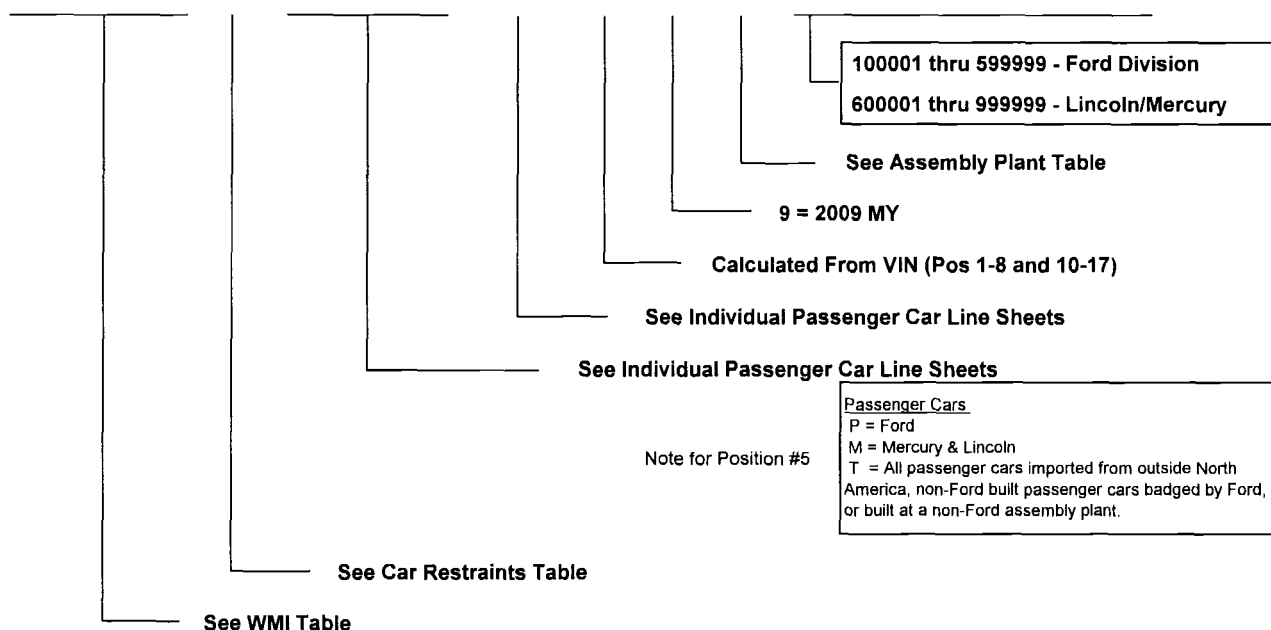 100001 thru 599999 - Ford Division
600001 thru 999999 - Lincoln/Mercury
See Assembly Plant Table
9 = 2009 MY
Calculated From VIN (Pos 1-8 and 10-17)
See Individual Passenger Car Line Sheets
See Individual Passenger Car Line Sheets
Note for Position #5
Passenger Cars
P = Ford
M = Mercury & Lincoln
T = All passenger cars imported from outside North
America, non-Ford built passenger cars badged by Ford,
or built at a non-Ford assembly plant.
See Car Restraints Table
See WMI Table